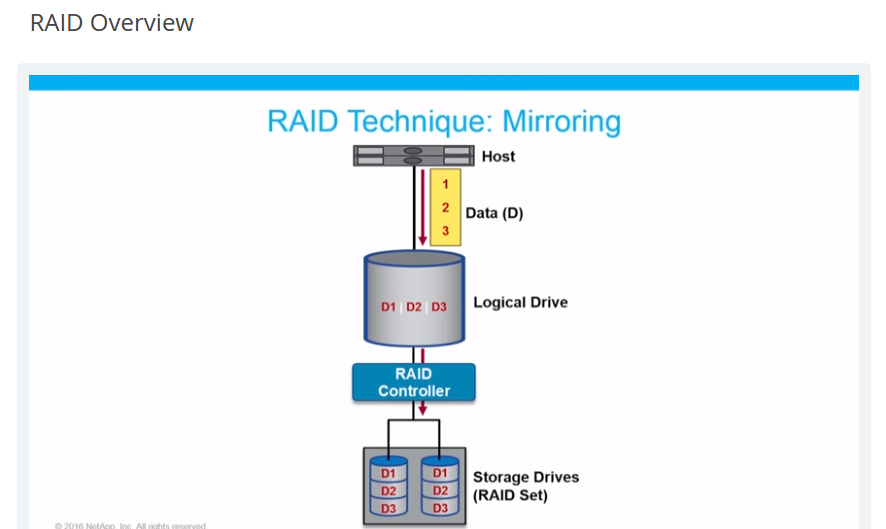 RAID Overview
RAID Technique: Mirroring
Host
1
2
3
Data (D)
D1 | D2 | D3
Logical Drive
RAID
Controller
D1
D2
D3
D1
D2
D3
Storage Drives
(RAID Set)
© 2016 NetApp, Inc. All rights reserved.